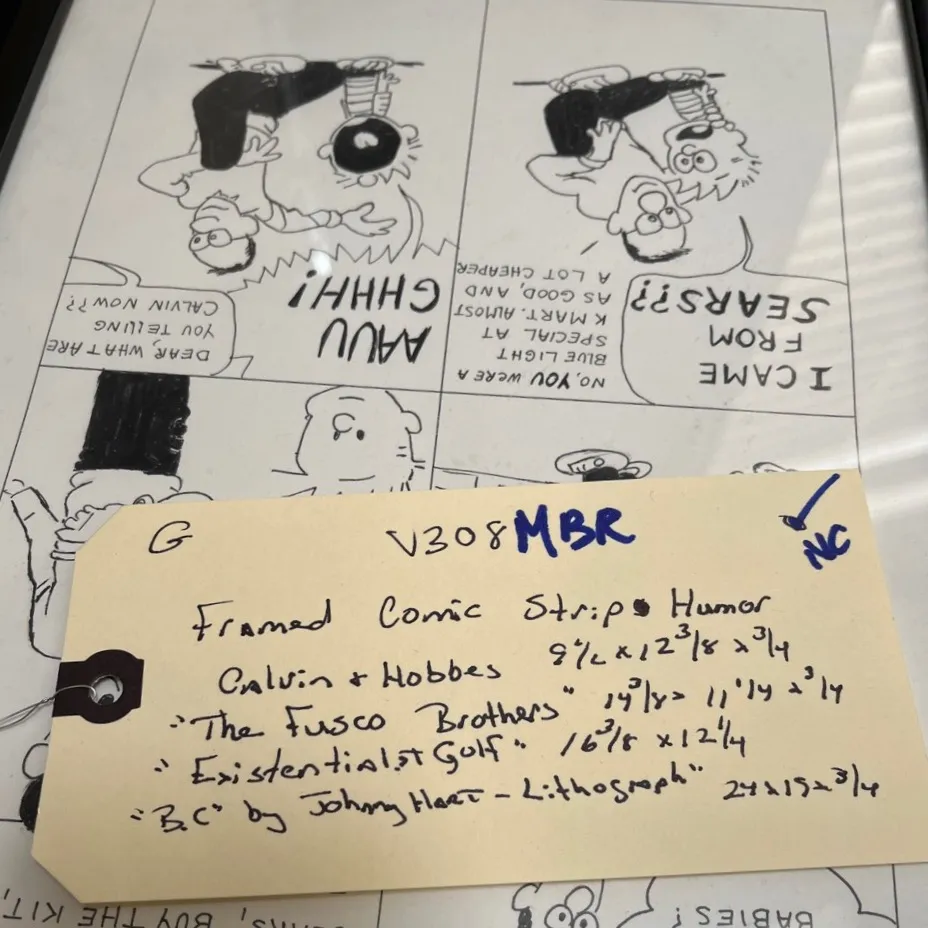 I CAME
FROM
SEARS??
NO, YOU WERE A
BLUE LIGHT
SPECIAL AT
K MART. ALMOST
AS GOOD, AND
A LOT CHEAPER
AAUU
GHHH!
DEAR, WHAT ARE
YOU TELLING
CALVIN NOW??
G V308 MBR NC
Framed Comic Strips Humor
Calvin & Hobbes 9 1/2 x 12 3/8 x 3/4
"The Fusco Brothers" 14 3/8 x 11 1/4 x 3/4
"Existentialist Golf" 16 3/8 x 12 1/4
"B.C" by Johnny Hart - Lithograph" 24 x 19 x 3/4
BABIES!
BUY THE KIT,